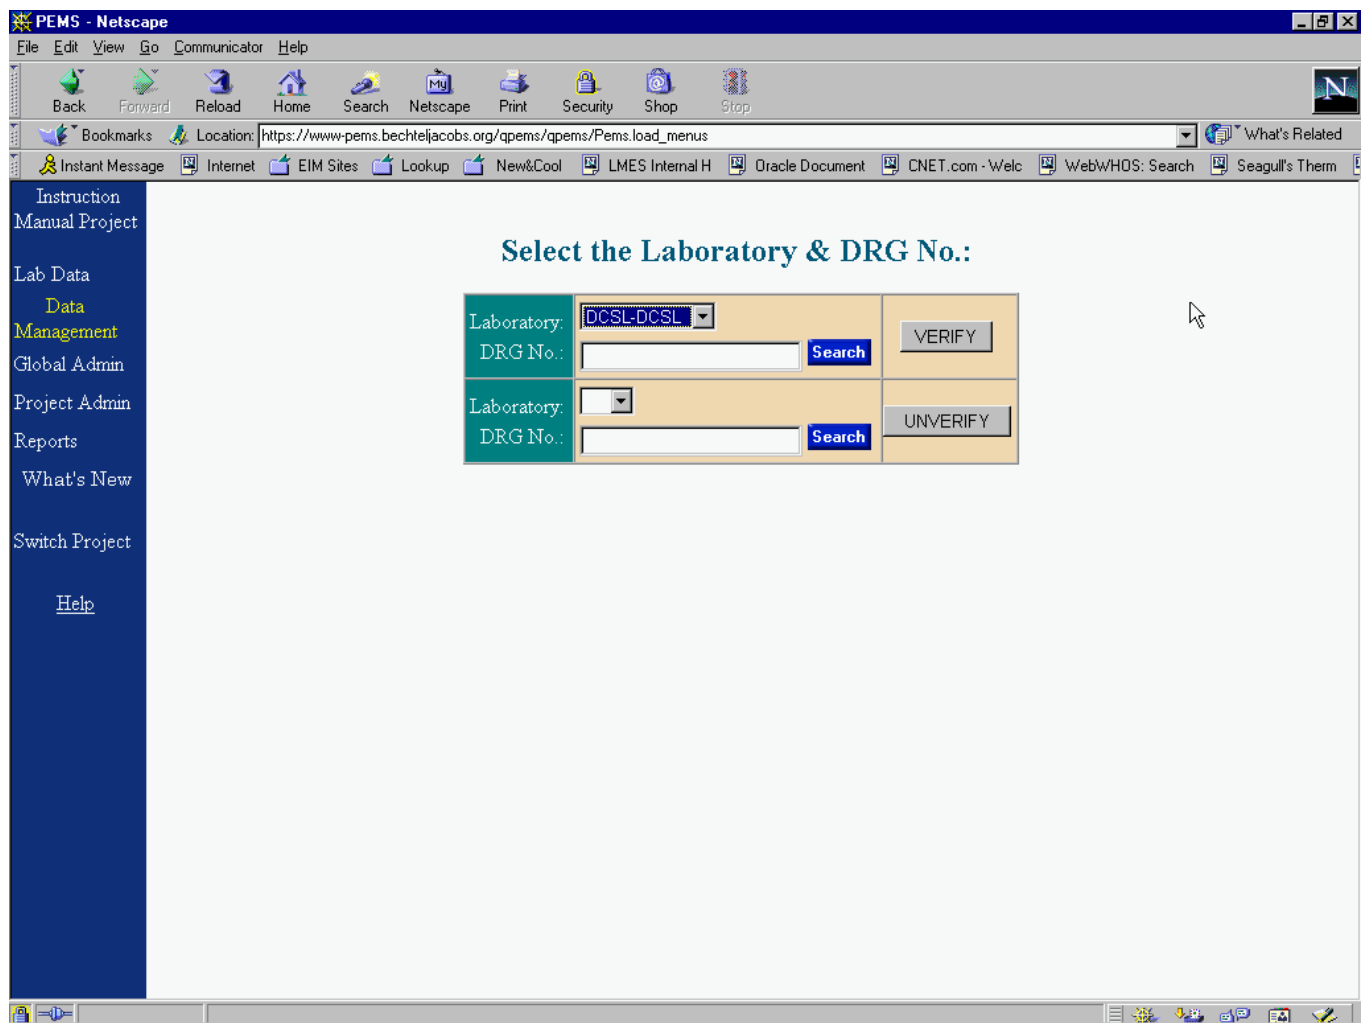 PEMS - Netscape
File Edit View Go Communicator Help
Back Forward Reload Home Search Netscape Print Security Shop Stop
My
N
Bookmarks Location: https://www-pems.bechteljacobs.org/qpems/qpems/Pems.load_menus What's Related
Instant Message Internet EIM Sites Lookup New&Cool LMES Internal H Oracle Document CNET.com - Welc WebWHOS: Search Seagull's Therm
Instruction
Manual Project
Lab Data
Data
Management
Global Admin
Project Admin
Reports
What's New
Switch Project
Help
Select the Laboratory & DRG No.:
Laboratory: DCSL-DCSL
DRG No.: Search
VERIFY
Laboratory:
DRG No.: Search
UNVERIFY